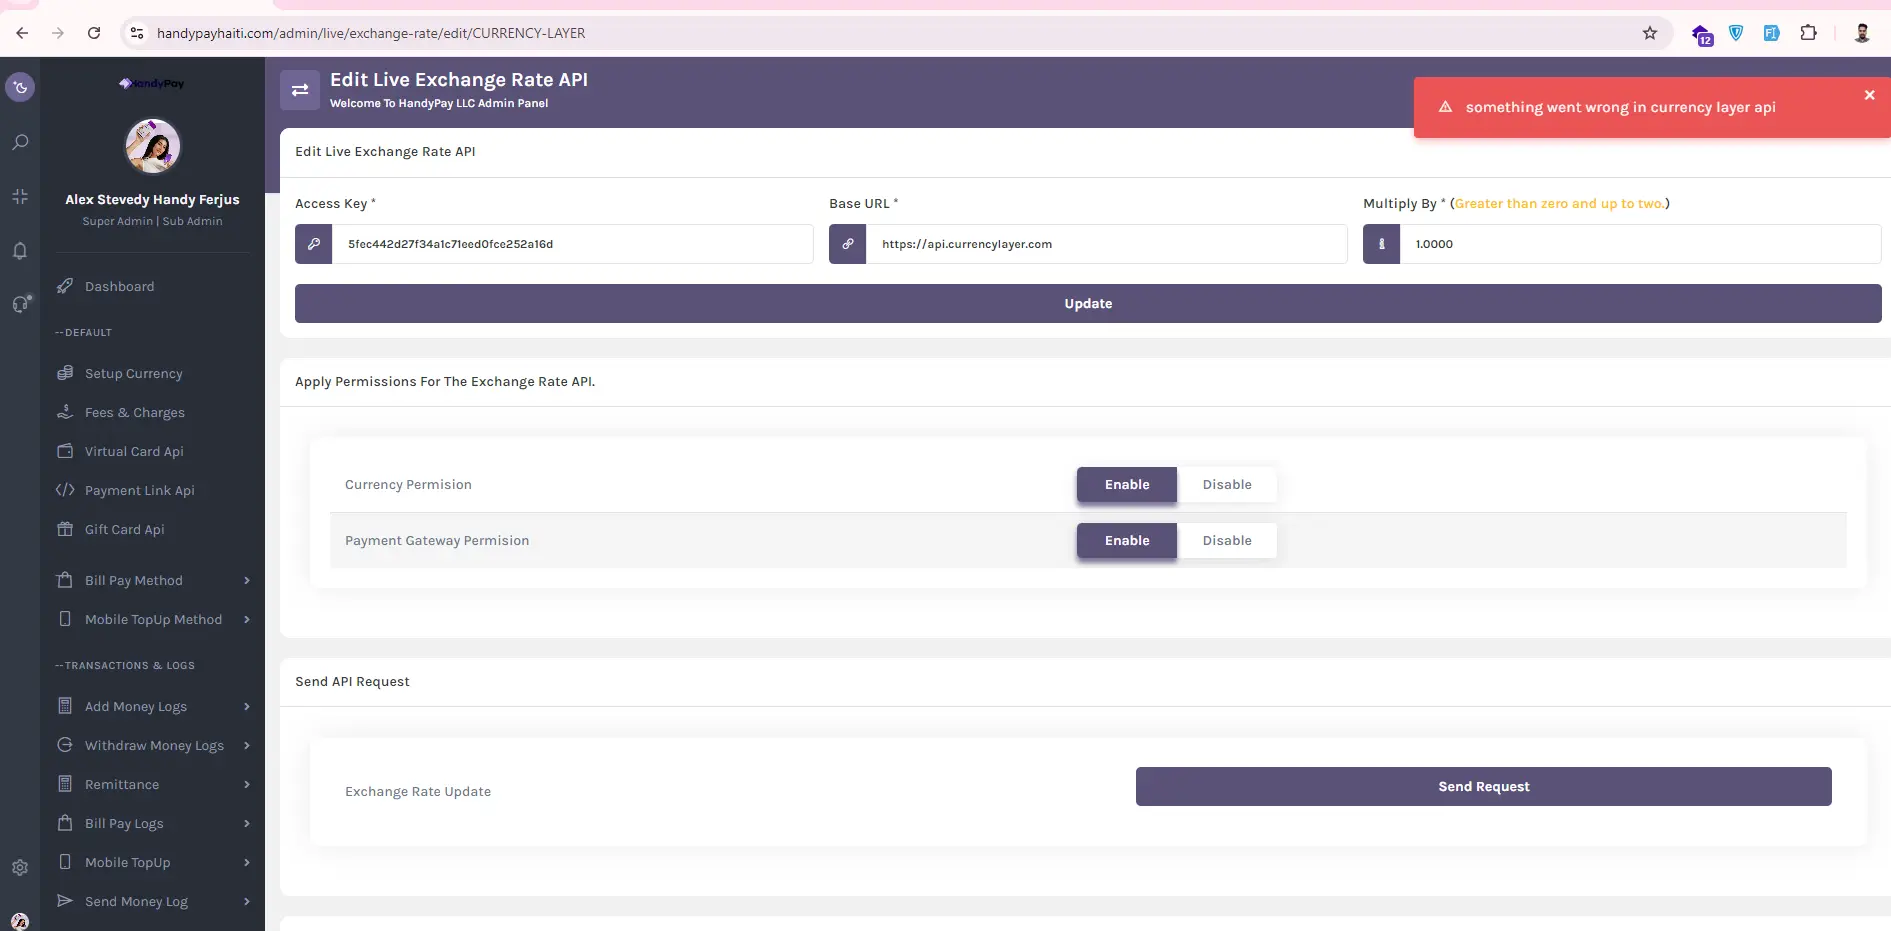 handypayhaiti.com/admin/live/exchange-rate/edit/CURRENCY-LAYER
12
HandyPay
Alex Stevedy Handy Ferjus
Super Admin | Sub Admin
Dashboard
--DEFAULT
Setup Currency
Fees & Charges
Virtual Card Api
Payment Link Api
Gift Card Api
Bill Pay Method
Mobile TopUp Method
--TRANSACTIONS & LOGS
Add Money Logs
Withdraw Money Logs
Remittance
Bill Pay Logs
Mobile TopUp
Send Money Log
Edit Live Exchange Rate API
Welcome To HandyPay LLC Admin Panel
something went wrong in currency layer api
Edit Live Exchange Rate API
Access Key *
5fec442d27f34a1c71eed0fce252a16d
Base URL *
https://api.currencylayer.com
Multiply By * (Greater than zero and up to two.)
1.0000
Update
Apply Permissions For The Exchange Rate API.
Currency Permision
Enable
Disable
Payment Gateway Permision
Enable
Disable
Send API Request
Exchange Rate Update
Send Request